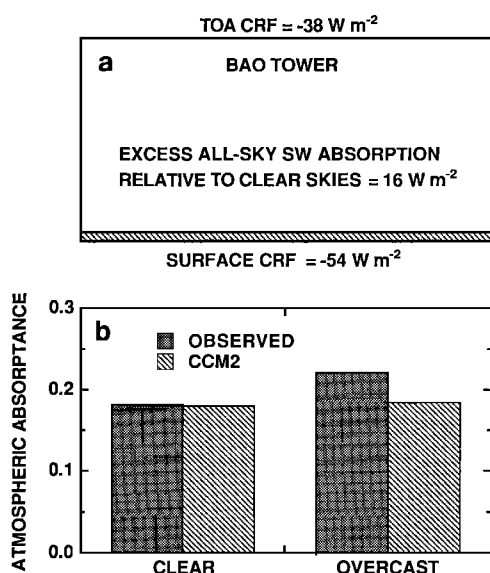 TOA CRF = -38 W m⁻²
a
BAO TOWER
EXCESS ALL-SKY SW ABSORPTION
RELATIVE TO CLEAR SKIES = 16 W m⁻²
SURFACE CRF = -54 W m⁻²
ATMOSPHERIC ABSORPTANCE
0.3
0.2
0.1
0.0
b
OBSERVED
CCM2
CLEAR
OVERCAST